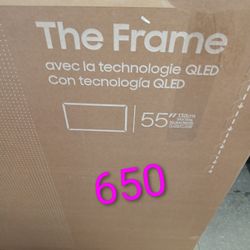 The Frame
avec la technologie QLED
Con tecnología QLED
55"
650